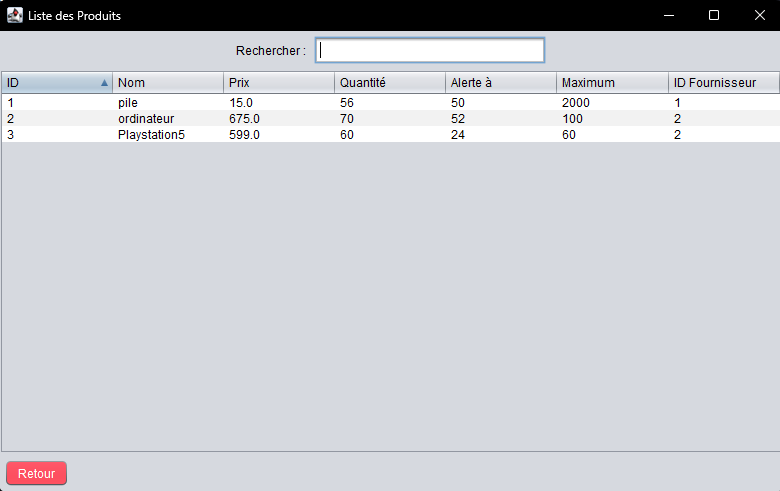 Liste des Produits
Rechercher :
ID Nom Prix Quantité Alerte à Maximum ID Fournisseur
1 pile 15.0 56 50 2000 1
2 ordinateur 675.0 70 52 100 2
3 Playstation5 599.0 60 24 60 2
Retour